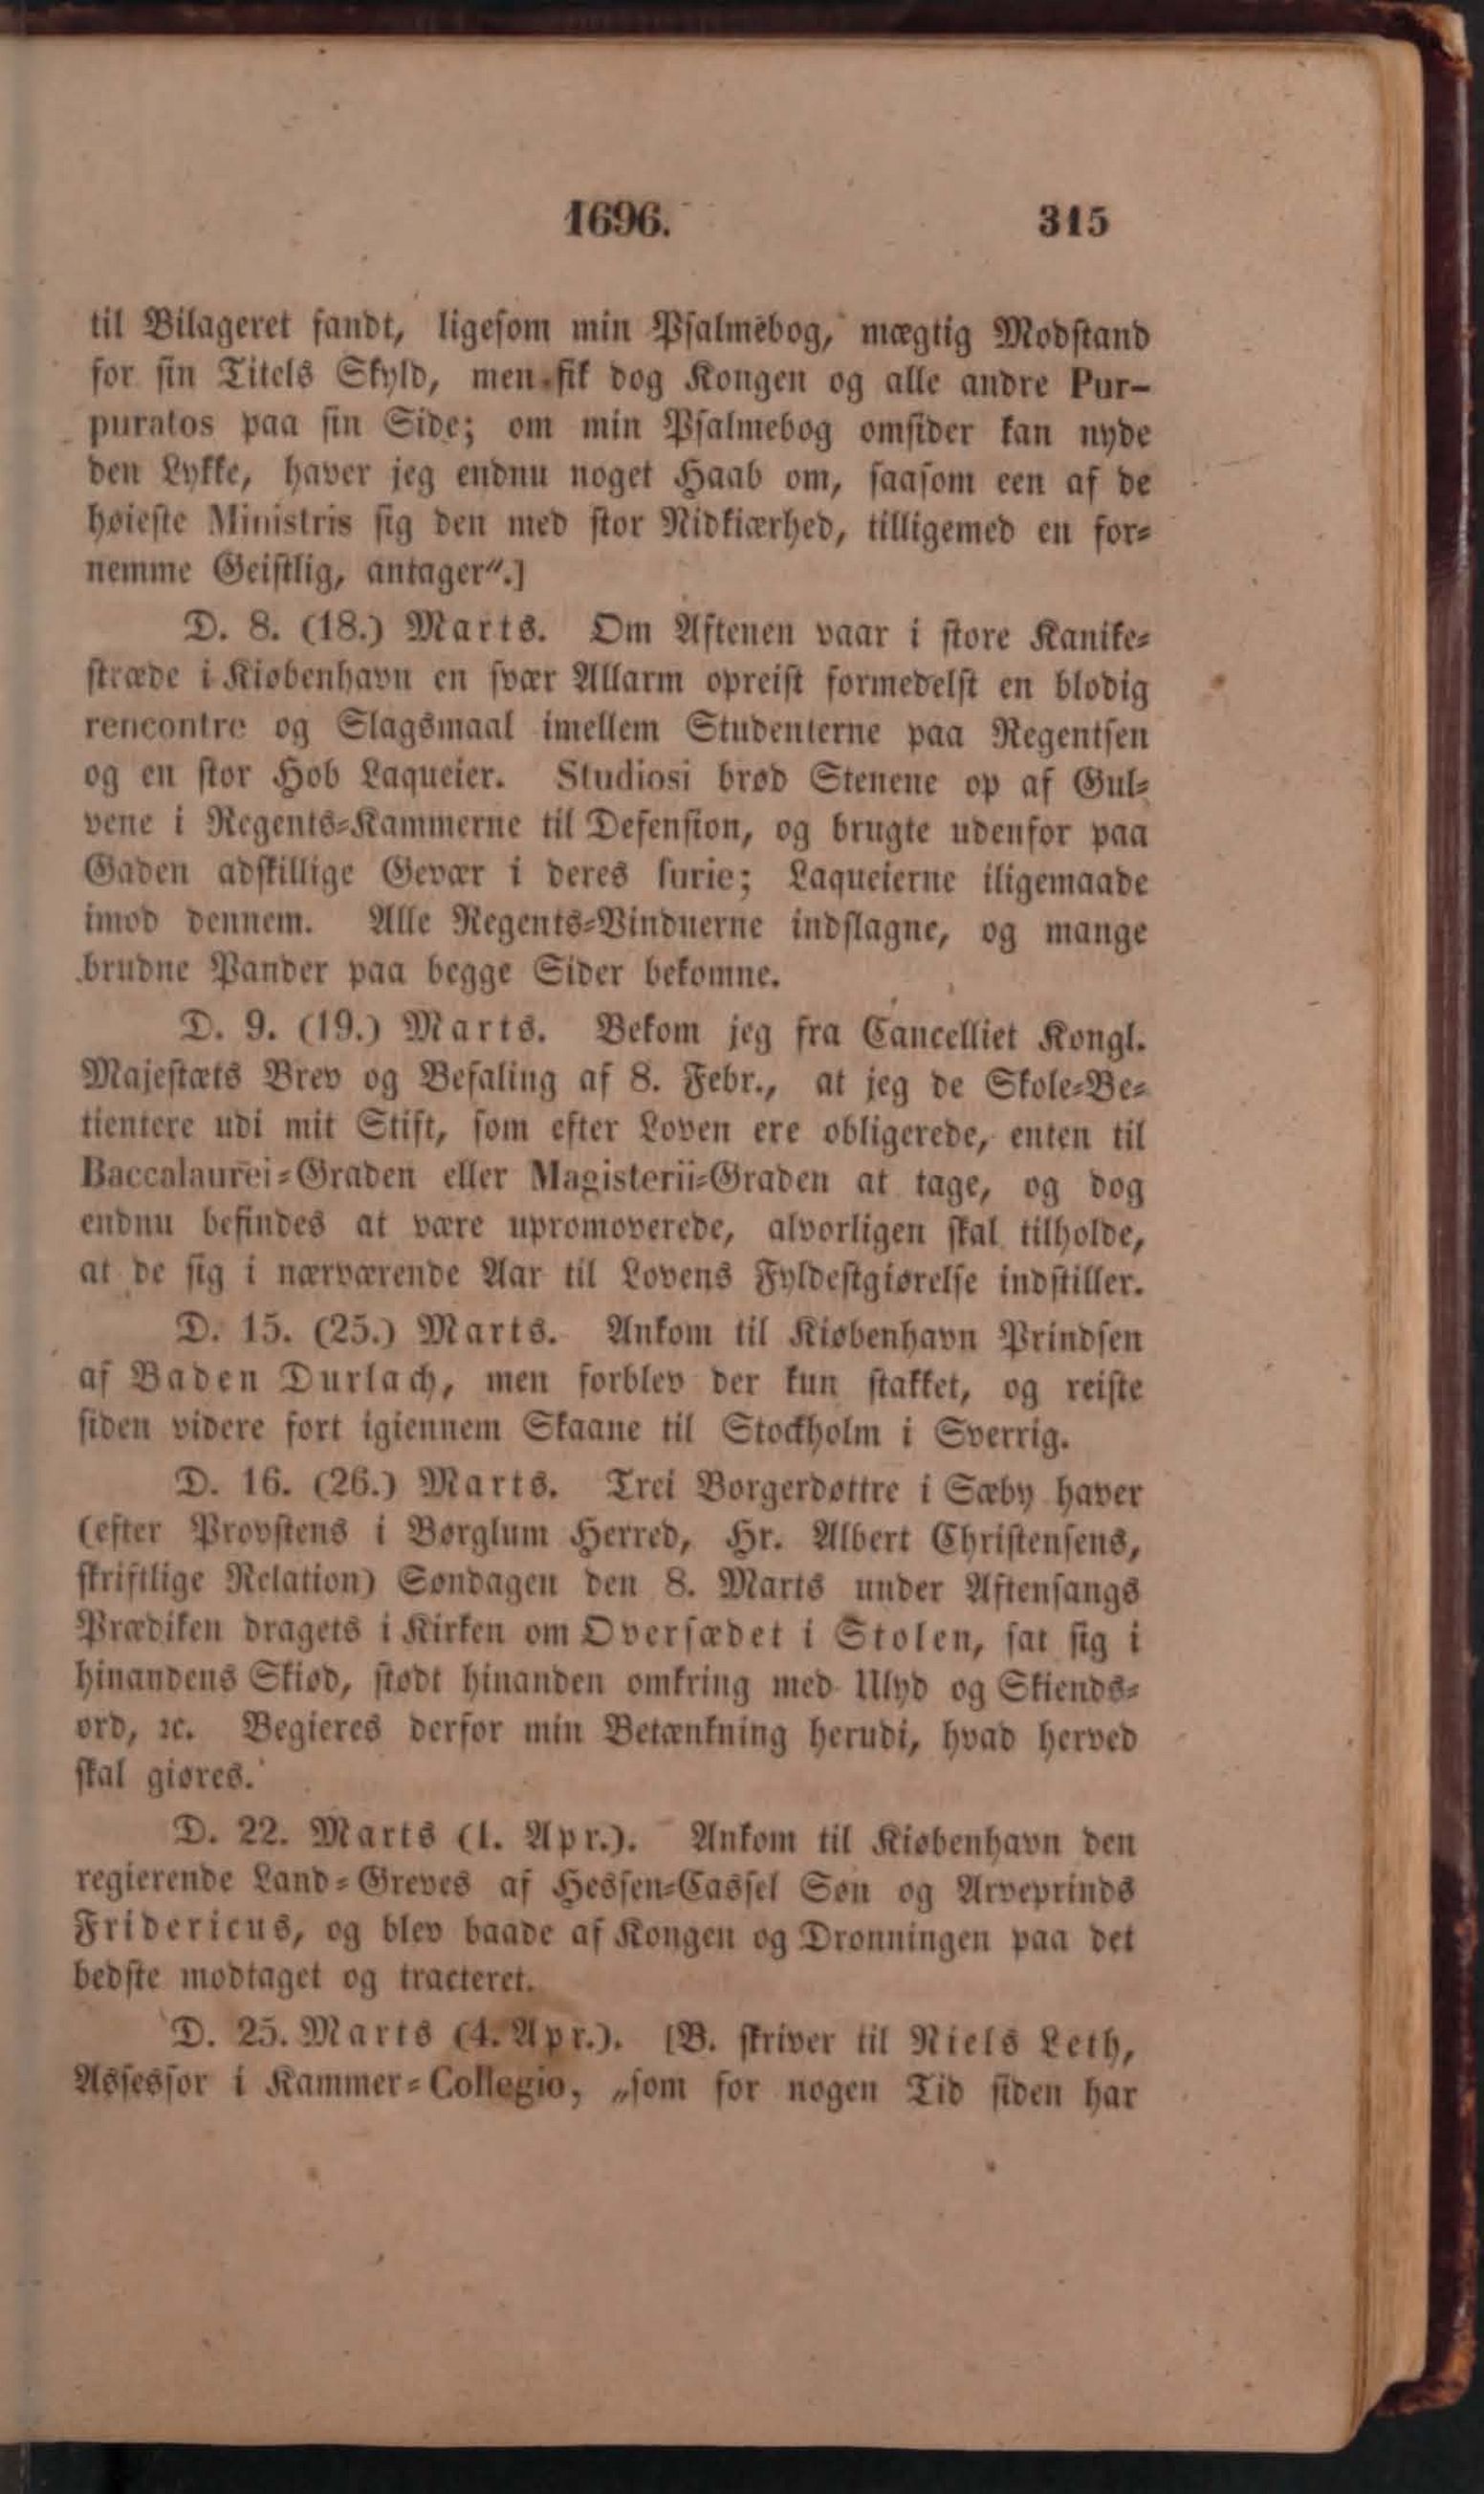 1696. 315
til Bilageret fandt, ligesom min Psalmebog, mægtig Modstand
for sin Titels Skyld, men fik dog Kongen og alle andre Pur-
puratos paa sin Side; om min Psalmebog omsider kan nyde
den Lykke, haver jeg endnu noget Haab om, saasom een af de
høieste Ministris sig den med stor Nidkiærhed, tilligemed en for-
nemme Geistlig, antager“.]
D. 8. (18.) Marts. Om Aftenen vaar i store Kanike-
stræde i Kiøbenhavn en svær Allarm opreist formedelst en blodig
rencontre og Slagsmaal imellem Studenterne paa Regentsen
og en stor Hob Laqueier. Studiosi brød Stenene op af Gul-
vene i Regents-Kammerne til Defension, og brugte udenfor paa
Gaden adskillige Gevær i deres furie; Laqueierne iligemaade
imod dennem. Alle Regents-Vinduerne indslagne, og mange
brudne Pander paa begge Sider bekomne.
D. 9. (19.) Marts. Bekom jeg fra Cancelliet Kongl.
Majestæts Brev og Befaling af 8. Febr., at jeg de Skole-Be-
tientere udi mit Stift, som efter Loven ere obligerede, enten til
Baccalaurei-Graden eller Magisterii-Graden at tage, og dog
endnu befindes at være upromoverede, alvorligen skal tilholde,
at de sig i nærværende Aar til Lovens Fyldestgiørelse indstiller.
D. 15. (25.) Marts. Ankom til Kiøbenhavn Prindsen
af Baden Durlach, men forblev der kun stakket, og reiste
siden videre fort igiennem Skaane til Stockholm i Sverrig.
D. 16. (26.) Marts. Trei Borgerdøttre i Sæby haver
(efter Provstens i Børglum Herred, Hr. Albert Christensens,
skriftlige Relation) Søndagen den 8. Marts under Aftensangs
Prædiken dragets i Kirken om Oversædet i Stolen, sat sig i
hinandens Skiød, stødt hinanden omkring med Ulyd og Skiends-
ord, ꝛc. Begieres derfor min Betænkning herudi, hvad herved
skal giøres.
D. 22. Marts (1. Apr.). Ankom til Kiøbenhavn den
regierende Land-Greves af Hessen-Cassel Søn og Arveprinds
Fridericus, og blev baade af Kongen og Dronningen paa det
bedste modtaget og tracteret.
D. 25. Marts (4. Apr.). [B. skriver til Niels Leth,
Assessor i Kammer-Collegio, „som for nogen Tid siden har